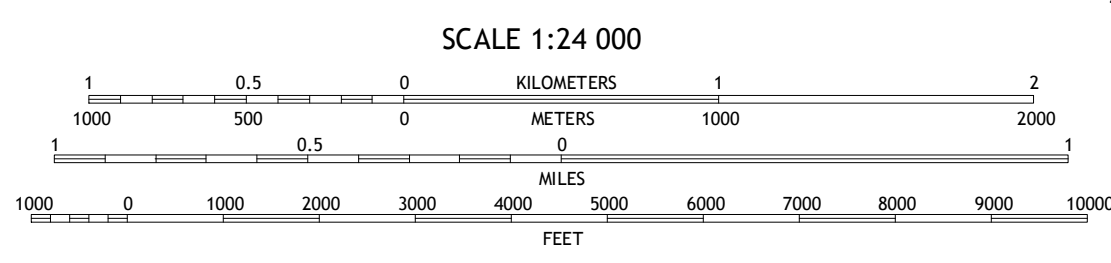 SCALE 1:24 000
1 0.5 0 KILOMETERS 1 2
1000 500 0 METERS 1000 2000
1 0.5 0 1
MILES
1000 0 1000 2000 3000 4000 5000 6000 7000 8000 9000 10000
FEET